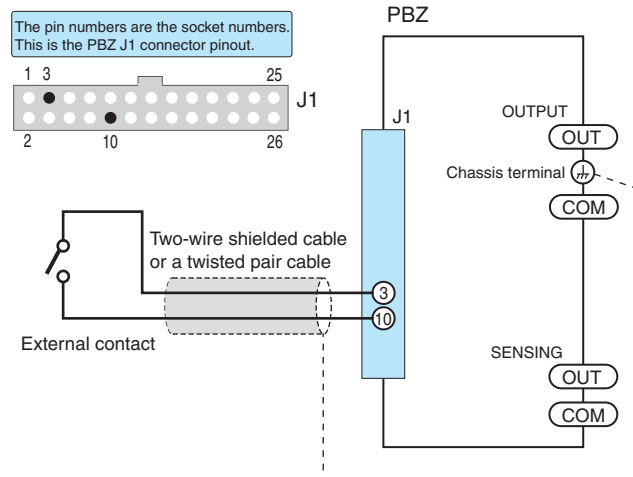 The pin numbers are the socket numbers.
This is the PBZ J1 connector pinout.
1 3 25
J1
2 10 26
PBZ
J1
OUTPUT
OUT
Chassis terminal
COM
Two-wire shielded cable
or a twisted pair cable
3
10
External contact
SENSING
OUT
COM